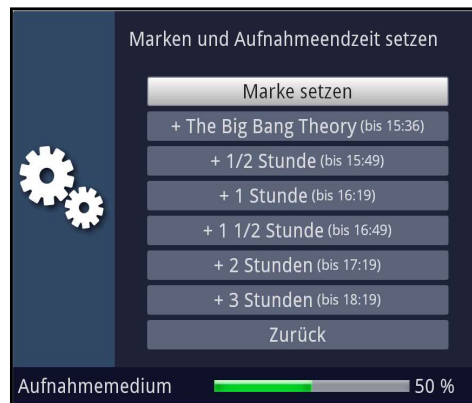 Marken und Aufnahmeendzeit setzen
Marke setzen
+ The Big Bang Theory (bis 15:36)
+ 1/2 Stunde (bis 15:49)
+ 1 Stunde (bis 16:19)
+ 1 1/2 Stunde (bis 16:49)
+ 2 Stunden (bis 17:19)
+ 3 Stunden (bis 18:19)
Zurück
Aufnahmemedium 50 %